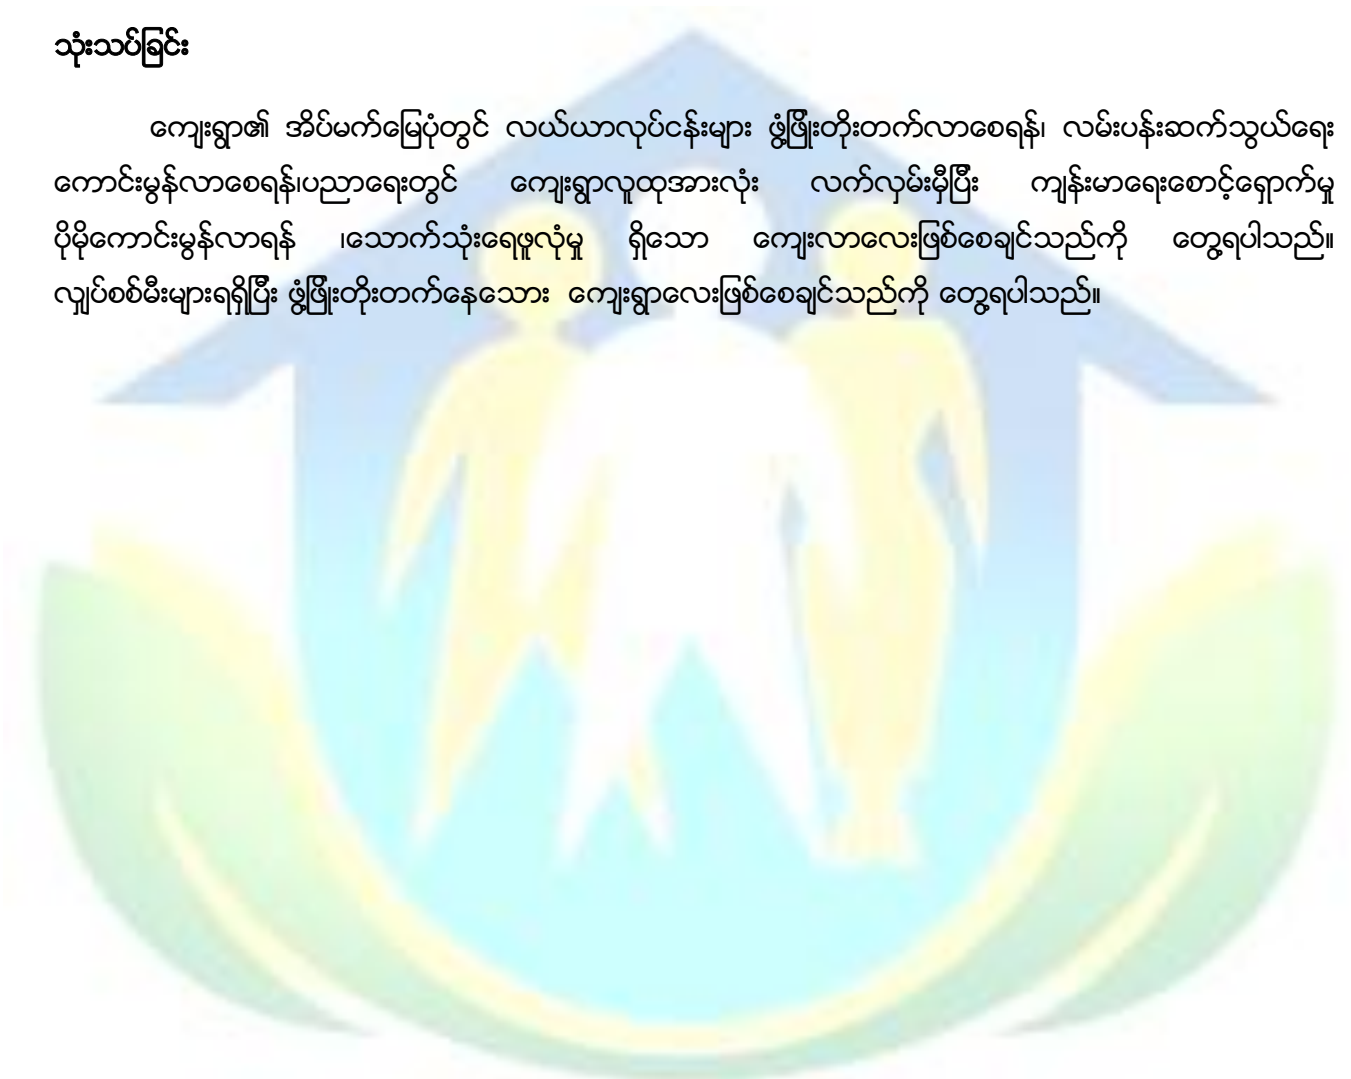 သုံးသပ်ခြင်း
ကျေးရွာ၏ အိပ်မက်မြေပုံတွင် လယ်ယာလုပ်ငန်းများ ဖွံ့ဖြိုးတိုးတက်လာစေရန်၊ လမ်းပန်းဆက်သွယ်ရေး
ကောင်းမွန်လာစေရန်၊ပညာရေးတွင် ကျေးရွာလူထုအားလုံး လက်လှမ်းမှီပြီး ကျန်းမာရေးစောင့်ရှောက်မှု
ပိုမိုကောင်းမွန်လာရန် ၊သောက်သုံးရေဖူလုံမှု ရှိသော ကျေးလာလေးဖြစ်စေချင်သည်ကို တွေ့ရပါသည်။
လျှပ်စစ်မီးများရရှိပြီး ဖွံ့ဖြိုးတိုးတက်နေသေား ကျေးရွာလေးဖြစ်စေချင်သည်ကို တွေ့ရပါသည်။